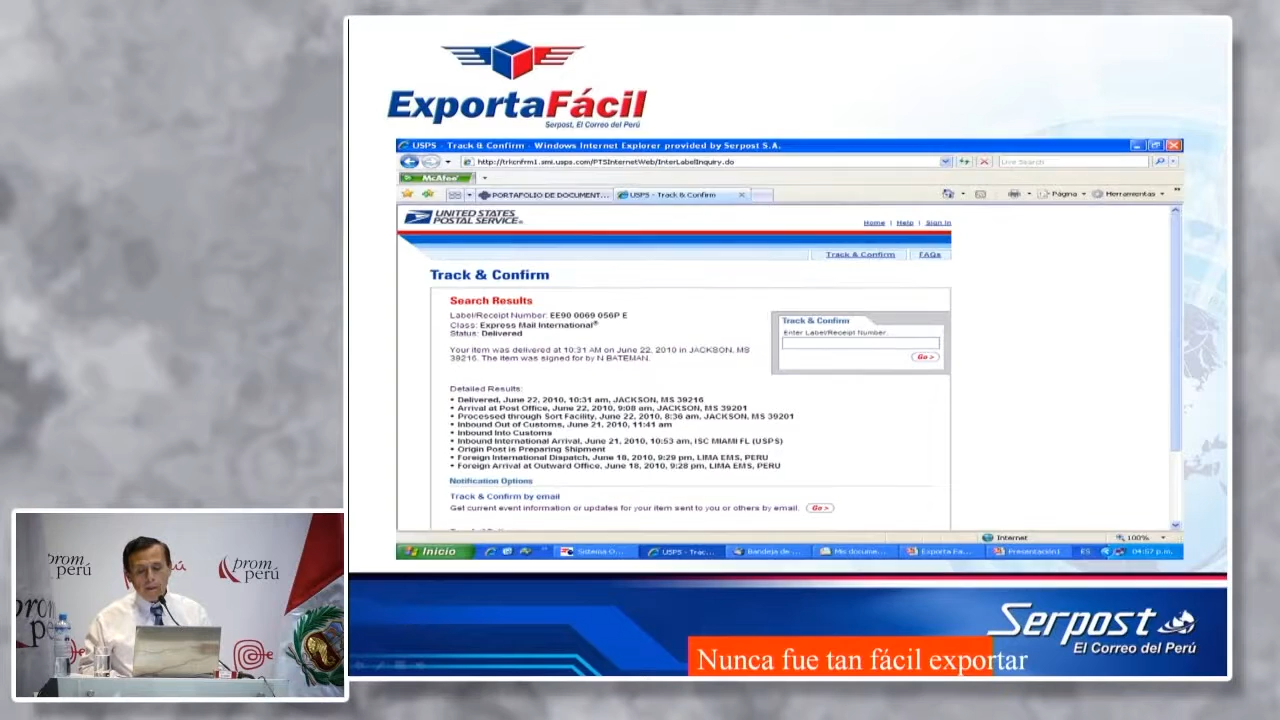 ExportaFácil
Serpost, El Correo del Perú
USPS - Track & Confirm - Windows Internet Explorer provided by Serpost S.A.
http://trkcnfrm1.smi.usps.com/PTSInternetWeb/InterLabelInquiry.do
Live Search
McAfee
PORTAFOLIO DE DOCUMENT...
USPS - Track & Confirm
Página
Herramientas
UNITED STATES
POSTAL SERVICE®
Home | Help | Sign In
Track & Confirm
FAQs
Track & Confirm
Search Results
Label/Receipt Number: EE90 0069 056P E
Class: Express Mail International®
Status: Delivered
Your item was delivered at 10:31 AM on June 22, 2010 in JACKSON, MS
39216. The item was signed for by N BATEMAN.
Track & Confirm
Enter Label/Receipt Number.
Go >
Detailed Results:
• Delivered, June 22, 2010, 10:31 am, JACKSON, MS 39216
• Arrival at Post Office, June 22, 2010, 9:08 am, JACKSON, MS 39201
• Processed through Sort Facility, June 22, 2010, 8:36 am, JACKSON, MS 39201
• Inbound Out of Customs, June 21, 2010, 11:41 am
• Inbound Into Customs
• Inbound International Arrival, June 21, 2010, 10:53 am, ISC MIAMI FL (USPS)
• Origin Post is Preparing Shipment
• Foreign International Dispatch, June 18, 2010, 9:29 pm, LIMA EMS, PERU
• Foreign Arrival at Outward Office, June 18, 2010, 9:28 pm, LIMA EMS, PERU
Notification Options
Track & Confirm by email
Get current event information or updates for your item sent to you or others by email.
Go >
Internet
100%
Inicio
Sistema O...
USPS - Trac...
Bandeja de ...
Mis docume...
Exporta Fa...
Presentación1
ES
04:57 p.m.
prom
perú
prom
perú
Serpost
El Correo del Perú
Nunca fue tan fácil exportar